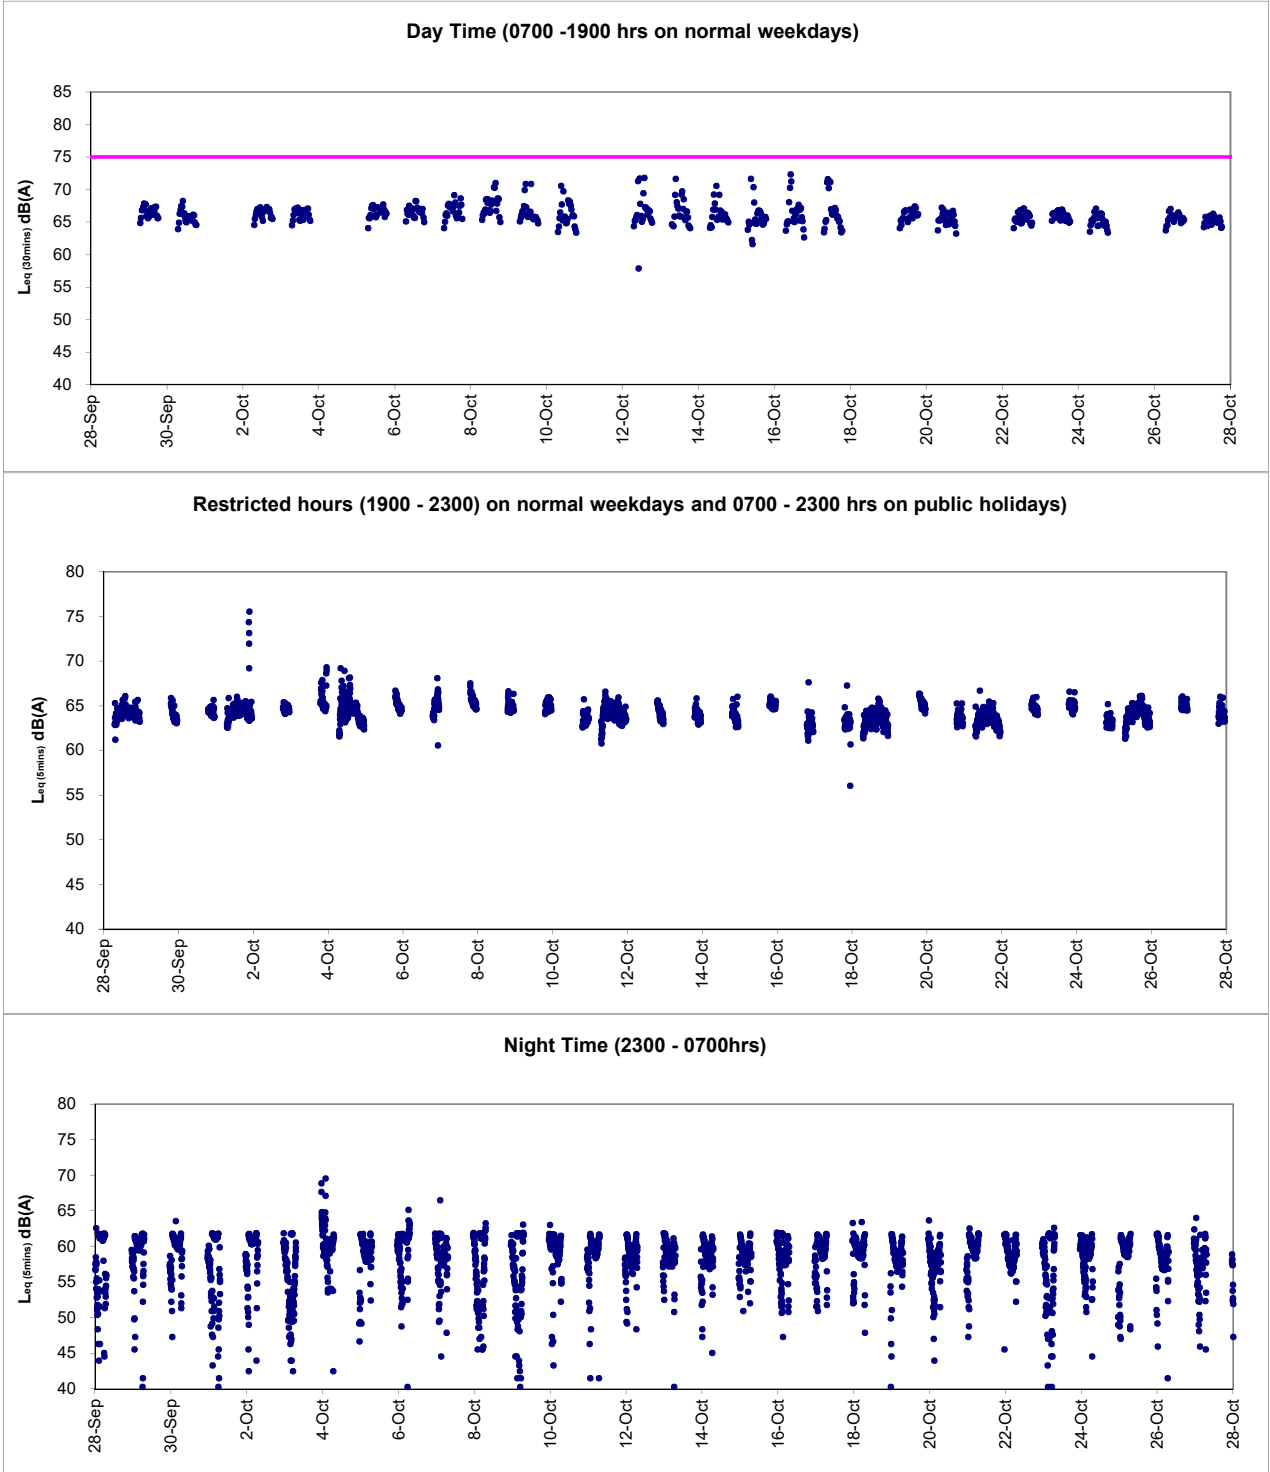 Day Time (0700 -1900 hrs on normal weekdays)
85
80
75
70
65
60
55
50
45
40
Leq (30mins) dB(A)
28-Sep
30-Sep
2-Oct
4-Oct
6-Oct
8-Oct
10-Oct
12-Oct
14-Oct
16-Oct
18-Oct
20-Oct
22-Oct
24-Oct
26-Oct
28-Oct
Restricted hours (1900 - 2300) on normal weekdays and 0700 - 2300 hrs on public holidays)
80
75
70
65
60
55
50
45
40
Leq (5mins) dB(A)
28-Sep
30-Sep
2-Oct
4-Oct
6-Oct
8-Oct
10-Oct
12-Oct
14-Oct
16-Oct
18-Oct
20-Oct
22-Oct
24-Oct
26-Oct
28-Oct
Night Time (2300 - 0700hrs)
80
75
70
65
60
55
50
45
40
Leq (5mins) dB(A)
28-Sep
30-Sep
2-Oct
4-Oct
6-Oct
8-Oct
10-Oct
12-Oct
14-Oct
16-Oct
18-Oct
20-Oct
22-Oct
24-Oct
26-Oct
28-Oct